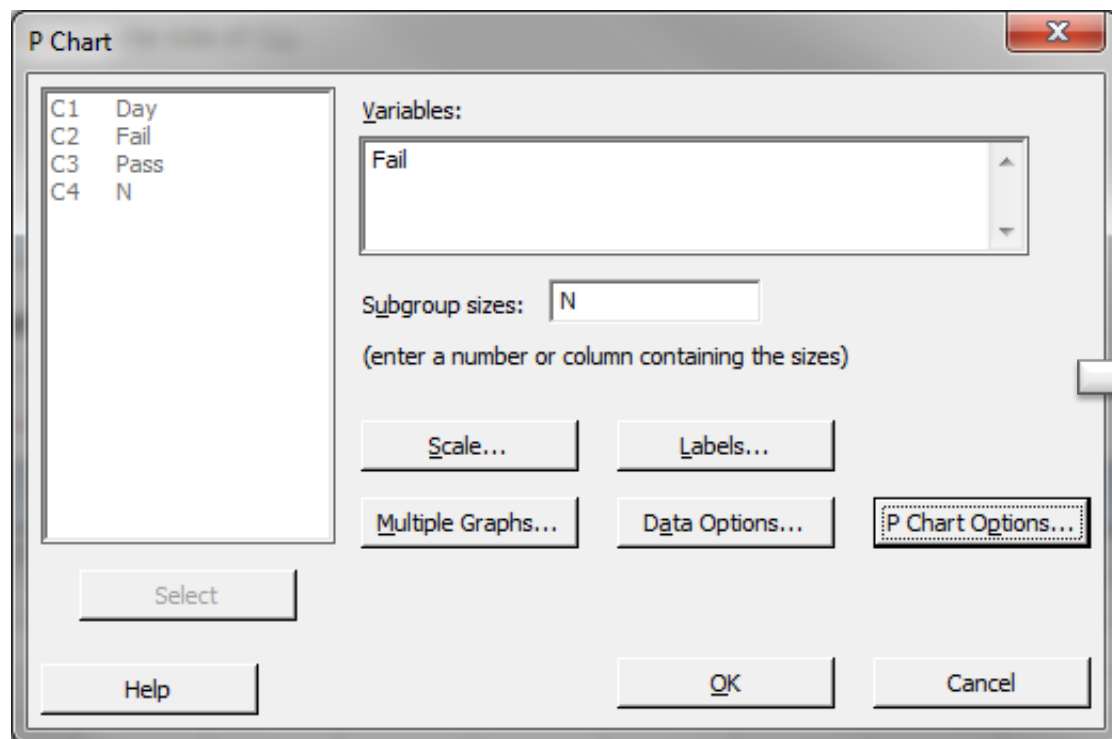 P Chart
C1 Day
C2 Fail
C3 Pass
C4 N
Variables:
Fail
Subgroup sizes: N
(enter a number or column containing the sizes)
Scale... Labels...
Multiple Graphs... Data Options... P Chart Options...
Select
Help OK Cancel